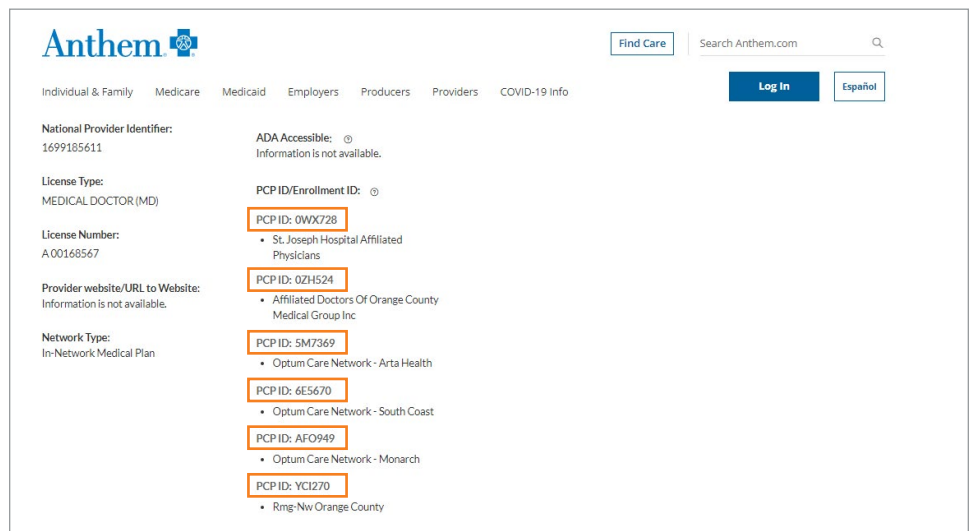 Anthem
Find Care
Search Anthem.com
Individual & Family Medicare Medicaid Employers Producers Providers COVID-19 Info
Log In
Español
National Provider Identifier:
1699185611
License Type:
MEDICAL DOCTOR (MD)
License Number:
A 00168567
Provider website/URL to Website:
Information is not available.
Network Type:
In-Network Medical Plan
ADA Accessible:
Information is not available.
PCP ID/Enrollment ID:
PCP ID: 0WX728
• St. Joseph Hospital Affiliated
Physicians
PCP ID: 0ZH524
• Affiliated Doctors Of Orange County
Medical Group Inc
PCP ID: 5M7369
• Optum Care Network - Arta Health
PCP ID: 6E5670
• Optum Care Network - South Coast
PCP ID: AFO949
• Optum Care Network - Monarch
PCP ID: YCI270
• Rmg-Nw Orange County